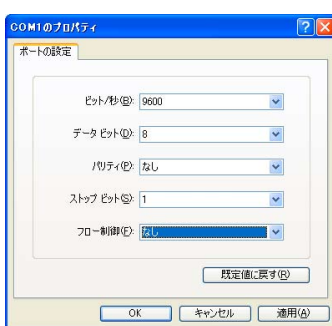 COM1のプロパティ
ポートの設定
ビット/秒(B): 9600
データ ビット(D): 8
パリティ(P): なし
ストップ ビット(S): 1
フロー制御(F): なし
既定値に戻す(R)
OK キャンセル 適用(A)